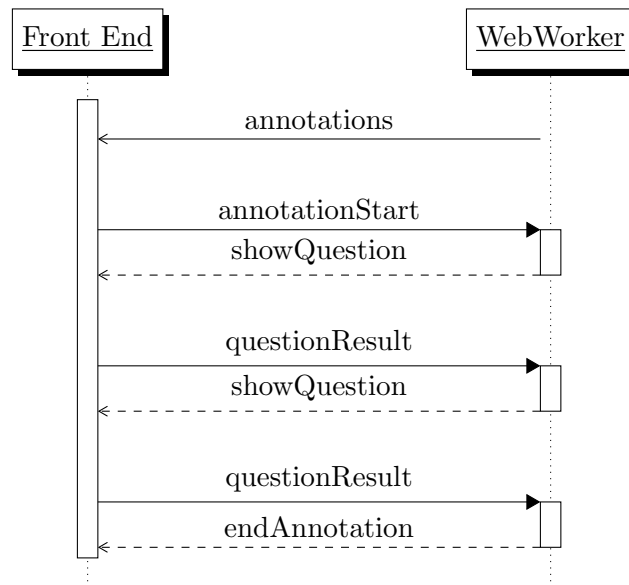 Front End
WebWorker
annotations
annotationStart
showQuestion
questionResult
showQuestion
questionResult
endAnnotation